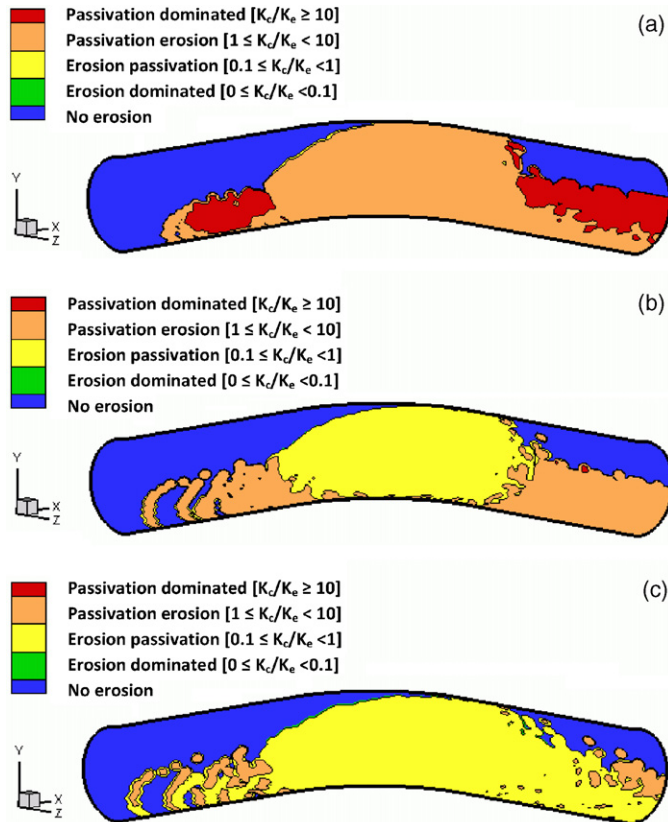 Passivation dominated [Kc/Ke ≥ 10]
(a)
Passivation erosion [1 ≤ Kc/Ke < 10]
Erosion passivation [0.1 ≤ Kc/Ke <1]
Erosion dominated [0 ≤ Kc/Ke <0.1]
No erosion
Y
X
Z
Passivation dominated [Kc/Ke ≥ 10]
(b)
Passivation erosion [1 ≤ Kc/Ke < 10]
Erosion passivation [0.1 ≤ Kc/Ke <1]
Erosion dominated [0 ≤ Kc/Ke <0.1]
No erosion
Y
X
Z
Passivation dominated [Kc/Ke ≥ 10]
(c)
Passivation erosion [1 ≤ Kc/Ke < 10]
Erosion passivation [0.1 ≤ Kc/Ke <1]
Erosion dominated [0 ≤ Kc/Ke <0.1]
No erosion
Y
X
Z